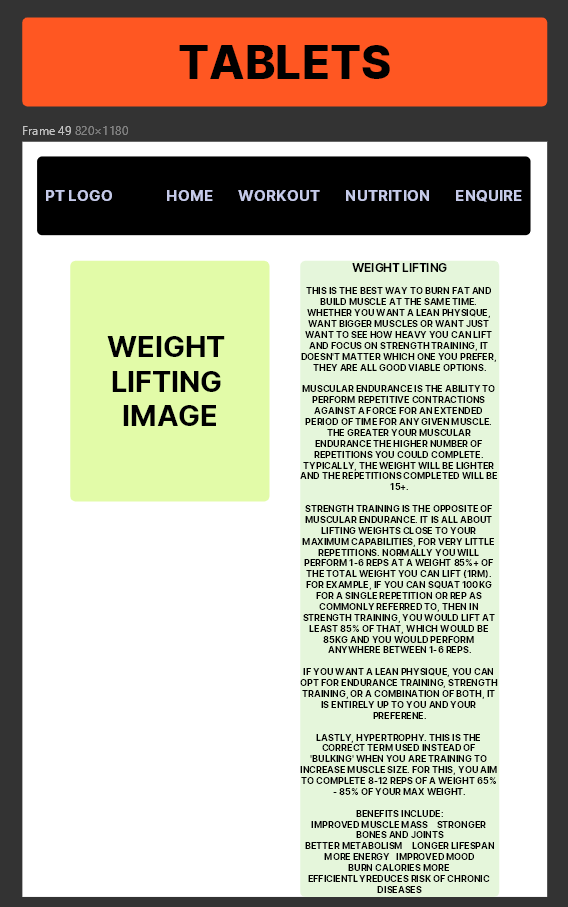 TABLETS
Frame 49 820×1180
PT LOGO HOME WORKOUT NUTRITION ENQUIRE
WEIGHT
LIFTING
IMAGE
WEIGHT LIFTING
THIS IS THE BEST WAY TO BURN FAT AND
BUILD MUSCLE AT THE SAME TIME.
WHETHER YOU WANT A LEAN PHYSIQUE,
WANT BIGGER MUSCLES OR WANT JUST
WANT TO SEE HOW HEAVY YOU CAN LIFT
AND FOCUS ON STRENGTH TRAINING, IT
DOESN'T MATTER WHICH ONE YOU PREFER,
THEY ARE ALL GOOD VIABLE OPTIONS.
MUSCULAR ENDURANCE IS THE ABILITY TO
PERFORM REPETITIVE CONTRACTIONS
AGAINST A FORCE FOR AN EXTENDED
PERIOD OF TIME FOR ANY GIVEN MUSCLE.
THE GREATER YOUR MUSCULAR
ENDURANCE THE HIGHER NUMBER OF
REPETITIONS YOU COULD COMPLETE.
TYPICALLY, THE WEIGHT WILL BE LIGHTER
AND THE REPETITIONS COMPLETED WILL BE
15+.
STRENGTH TRAINING IS THE OPPOSITE OF
MUSCULAR ENDURANCE. IT IS ALL ABOUT
LIFTING WEIGHTS CLOSE TO YOUR
MAXIMUM CAPABILITIES, FOR VERY LITTLE
REPETITIONS. NORMALLY YOU WILL
PERFORM 1-6 REPS AT A WEIGHT 85%+ OF
THE TOTAL WEIGHT YOU CAN LIFT (1RM).
FOR EXAMPLE, IF YOU CAN SQUAT 100KG
FOR A SINGLE REPETITION OR REP AS
COMMONLY REFERRED TO, THEN IN
STRENGTH TRAINING, YOU WOULD LIFT AT
LEAST 85% OF THAT, WHICH WOULD BE
85KG AND YOU WOULD PERFORM
ANYWHERE BETWEEN 1-6 REPS.
IF YOU WANT A LEAN PHYSIQUE, YOU CAN
OPT FOR ENDURANCE TRAINING, STRENGTH
TRAINING, OR A COMBINATION OF BOTH, IT
IS ENTIRELY UP TO YOU AND YOUR
PREFERENE.
LASTLY, HYPERTROPHY. THIS IS THE
CORRECT TERM USED INSTEAD OF
'BULKING' WHEN YOU ARE TRAINING TO
INCREASE MUSCLE SIZE. FOR THIS, YOU AIM
TO COMPLETE 8-12 REPS OF A WEIGHT 65%
- 85% OF YOUR MAX WEIGHT.
BENEFITS INCLUDE:
IMPROVED MUSCLE MASS STRONGER
BONES AND JOINTS
BETTER METABOLISM LONGER LIFESPAN
MORE ENERGY IMPROVED MOOD
BURN CALORIES MORE
EFFICIENTLYREDUCES RISK OF CHRONIC
DISEASES